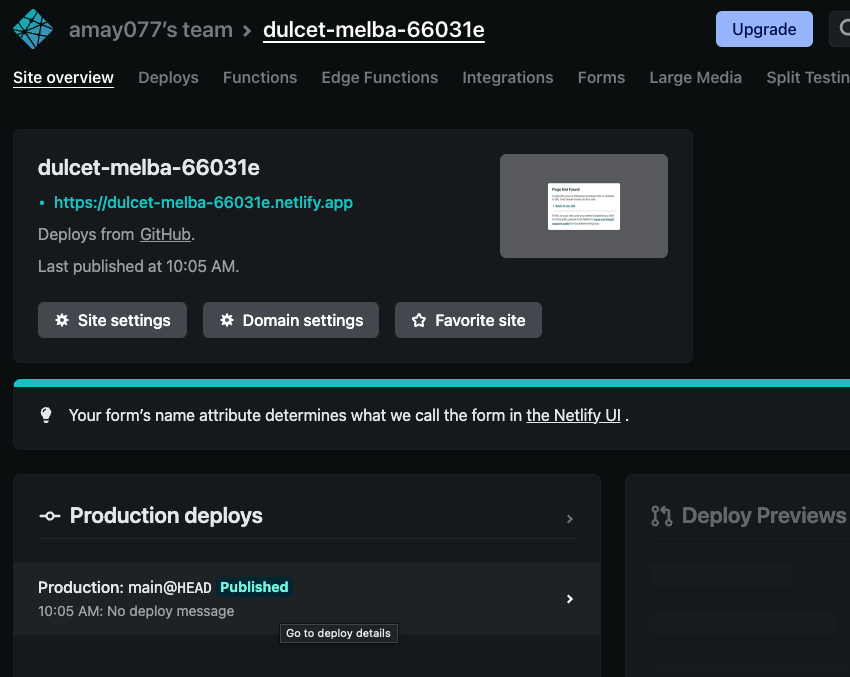 amay077's team > dulcet-melba-66031e
Upgrade
Site overview Deploys Functions Edge Functions Integrations Forms Large Media Split Testin
dulcet-melba-66031e
• https://dulcet-melba-66031e.netlify.app
Deploys from GitHub.
Last published at 10:05 AM.
Page Not Found
Site settings Domain settings Favorite site
Your form's name attribute determines what we call the form in the Netlify UI .
Production deploys
Deploy Previews
Production: main@HEAD Published
10:05 AM: No deploy message
Go to deploy details